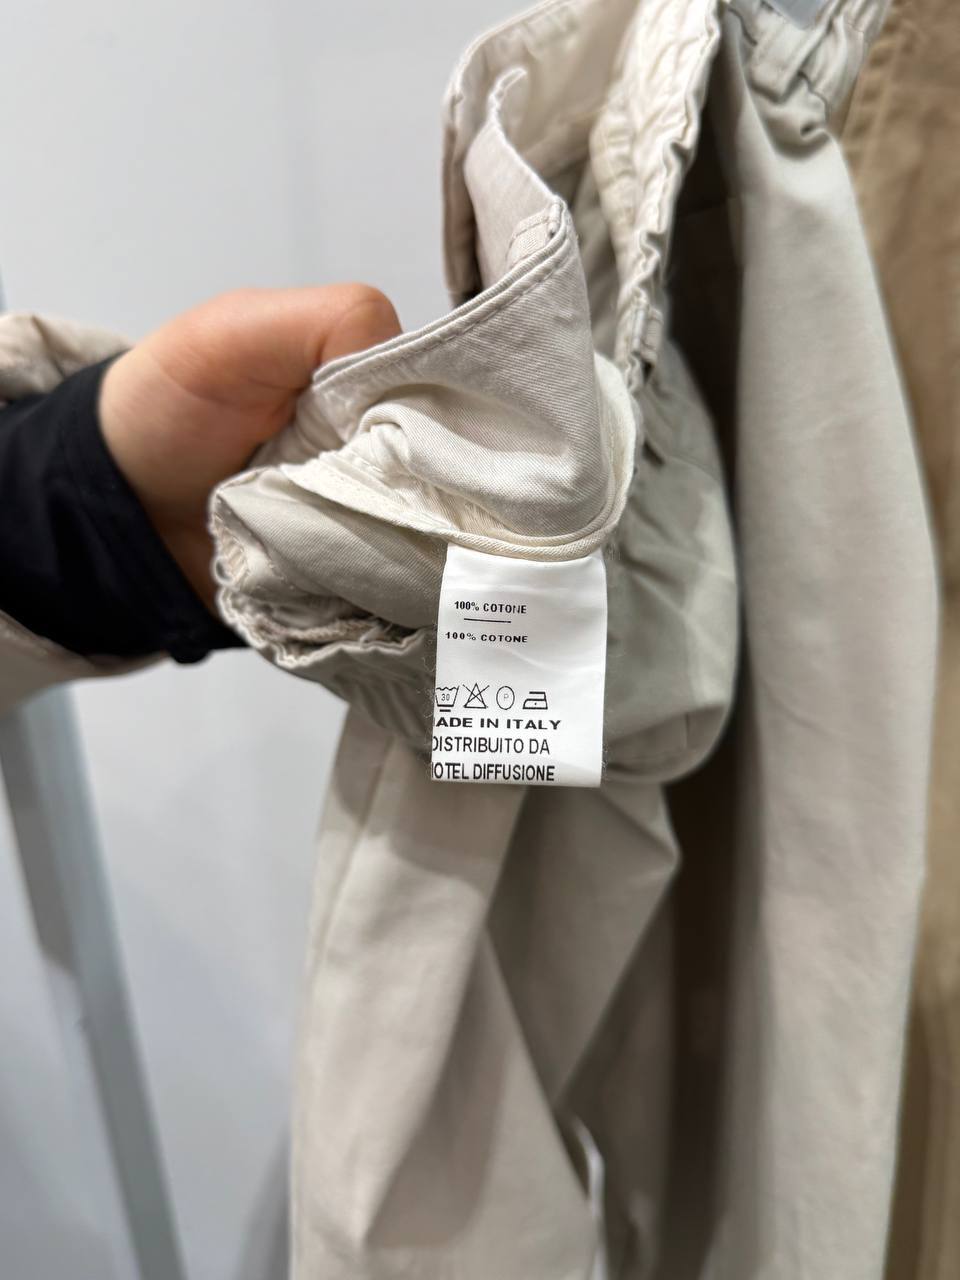 100% COTONE
100% COTONE
30 P
ADE IN ITALY
DISTRIBUITO DA
OTEL DIFFUSIONE